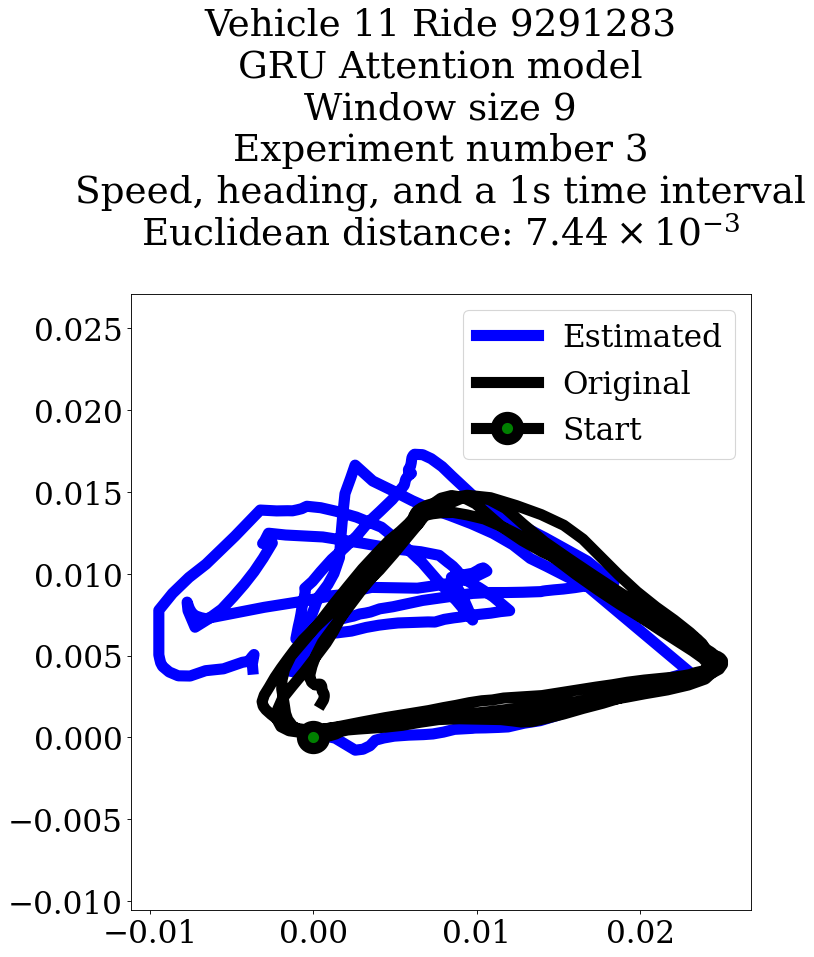 Vehicle 11 Ride 9291283
GRU Attention model
Window size 9
Experiment number 3
Speed, heading, and a 1s time interval
Euclidean distance: 7.44 × 10⁻³
Estimated
Original
Start
0.025
0.020
0.015
0.010
0.005
0.000
−0.005
−0.010
−0.01
0.00
0.01
0.02